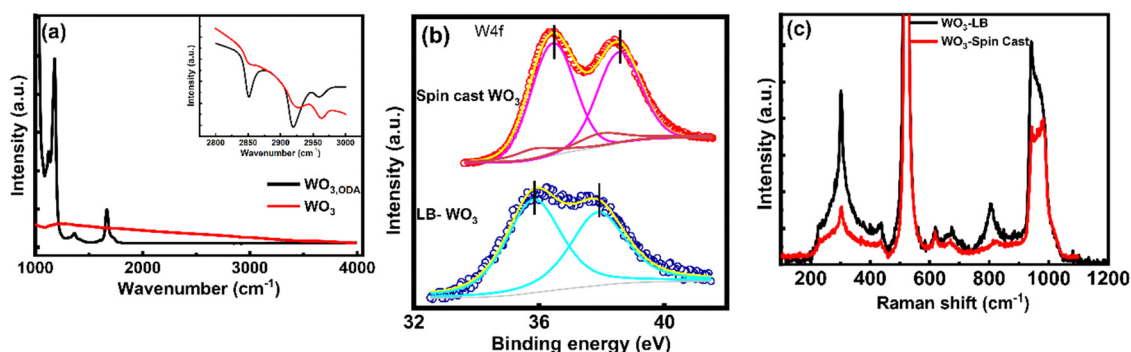 (a)
Intensity (a.u.)
Intensity (a.u.)
2800 2850 2900 2950 3000
Wavenumber (cm⁻¹)
WO₃,ODA
WO₃
1000 2000 3000 4000
Wavenumber (cm⁻¹)
(b)
W4f
Spin cast WO₃
LB- WO₃
Intensity (a.u.)
32 36 40
Binding energy (eV)
(c)
WO₃-LB
WO₃-Spin Cast
Intensity (a.u.)
200 400 600 800 1000 1200
Raman shift (cm⁻¹)